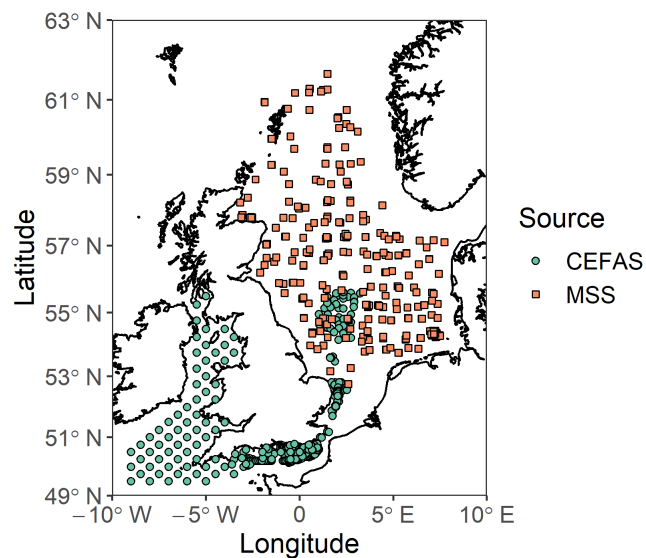 63° N
61° N
59° N
57° N
55° N
53° N
51° N
49° N
Latitude
−10° W
−5° W
0
5° E
10° E
Longitude
Source
CEFAS
MSS